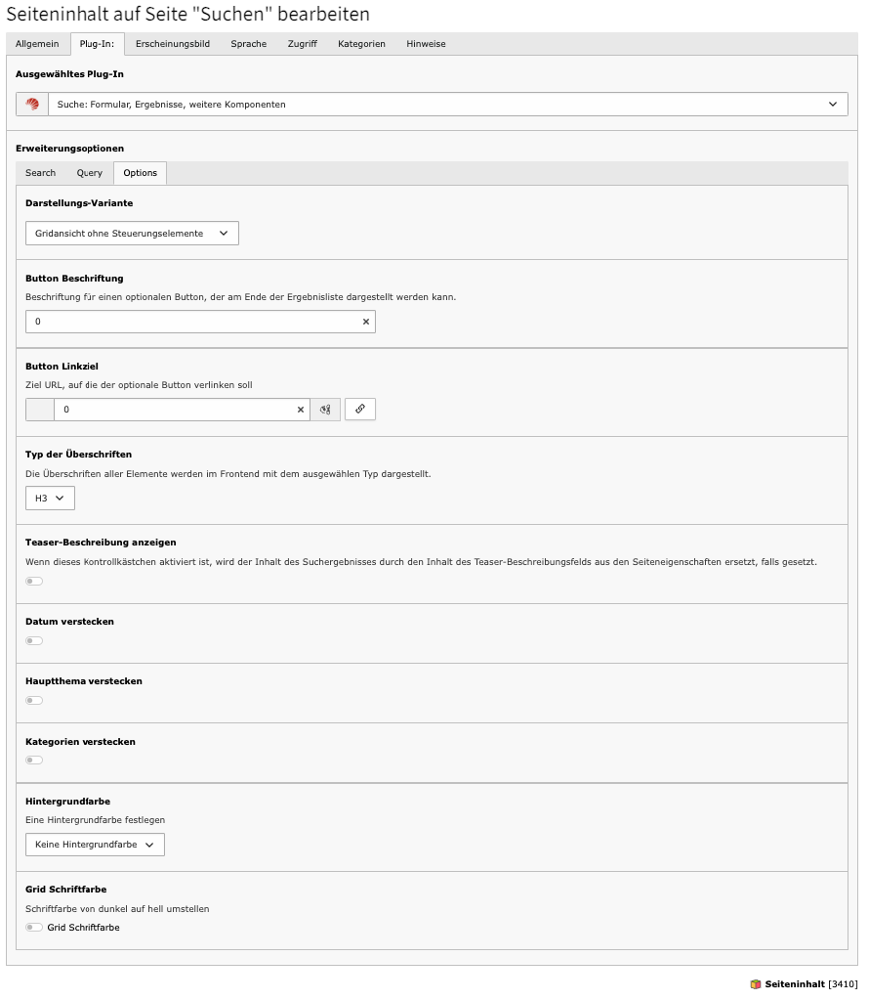 Seiteninhalt auf Seite "Suchen" bearbeiten
Allgemein Plug-In: Erscheinungsbild Sprache Zugriff Kategorien Hinweise
Ausgewähltes Plug-In
Suche: Formular, Ergebnisse, weitere Komponenten
Erweiterungsoptionen
Search Query Options
Darstellungs-Variante
Gridansicht ohne Steuerungselemente
Button Beschriftung
Beschriftung für einen optionalen Button, der am Ende der Ergebnisliste dargestellt werden kann.
0
Button Linkziel
Ziel URL, auf die der optionale Button verlinken soll
0
Typ der Überschriften
Die Überschriften aller Elemente werden im Frontend mit dem ausgewählen Typ dargestellt.
H3
Teaser-Beschreibung anzeigen
Wenn dieses Kontrollkästchen aktiviert ist, wird der Inhalt des Suchergebnisses durch den Inhalt des Teaser-Beschreibungsfelds aus den Seiteneigenschaften ersetzt, falls gesetzt.
Datum verstecken
Hauptthema verstecken
Kategorien verstecken
Hintergrundfarbe
Eine Hintergrundfarbe festlegen
Keine Hintergrundfarbe
Grid Schriftfarbe
Schriftfarbe von dunkel auf hell umstellen
Grid Schriftfarbe
Seiteninhalt [3410]